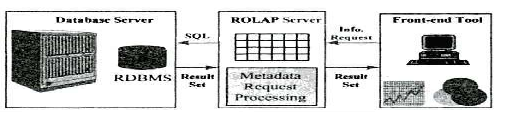 Database Server
RDBMS
SQL
Result
Set
ROLAP Server
Metadata
Request
Processing
Info.
Request
Result
Set
Front-end Tool